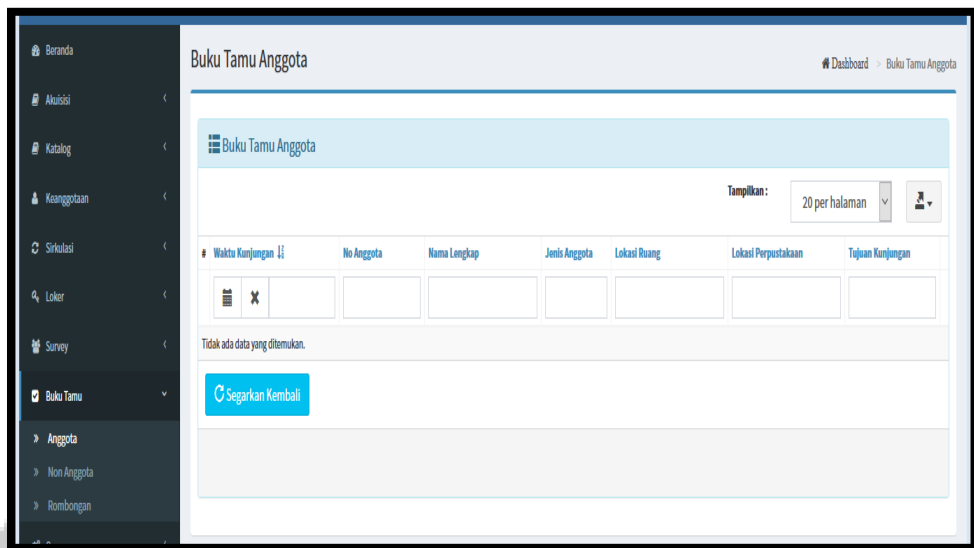 Beranda
Akuisisi
Katalog
Keanggotaan
Sirkulasi
Loker
Survey
Buku Tamu
Anggota
Non Anggota
Rombongan
Buku Tamu Anggota
Dashboard > Buku Tamu Anggota
Buku Tamu Anggota
Tampilkan : 20 per halaman
# Waktu Kunjungan No Anggota Nama Lengkap Jenis Anggota Lokasi Ruang Lokasi Perpustakaan Tujuan Kunjungan
Tidak ada data yang ditemukan.
Segarkan Kembali